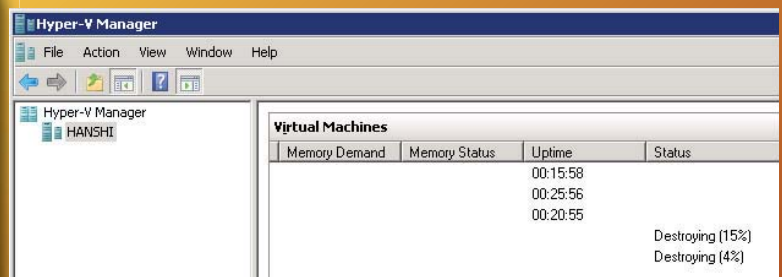 Hyper-V Manager
File Action View Window Help
Hyper-V Manager
HANSHI
Virtual Machines
Memory Demand Memory Status Uptime Status
00:15:58
00:25:56
00:20:55
Destroying (15%)
Destroying (4%)